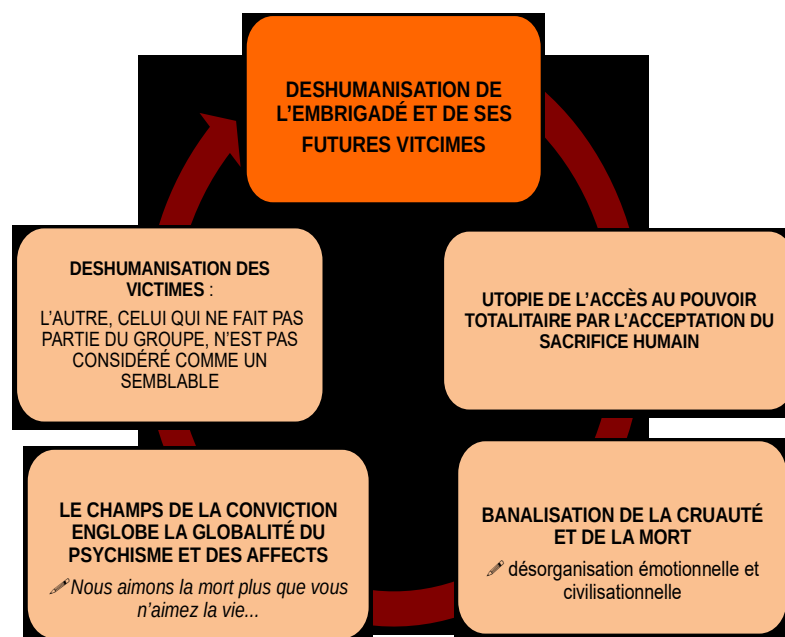 DESHUMANISATION DE
L’EMBRIGADÉ ET DE SES
FUTURES VITCIMES
UTOPIE DE L’ACCÈS AU POUVOIR
TOTALITAIRE PAR L’ACCEPTATION DU
SACRIFICE HUMAIN
BANALISATION DE LA CRUAUTÉ
ET DE LA MORT
désorganisation émotionnelle et
civilisationnelle
LE CHAMPS DE LA CONVICTION
ENGLOBE LA GLOBALITÉ DU
PSYCHISME ET DES AFFECTS
Nous aimons la mort plus que vous
n’aimez la vie...
DESHUMANISATION DES
VICTIMES :
L’AUTRE, CELUI QUI NE FAIT PAS
PARTIE DU GROUPE, N’EST PAS
CONSIDÉRÉ COMME UN
SEMBLABLE